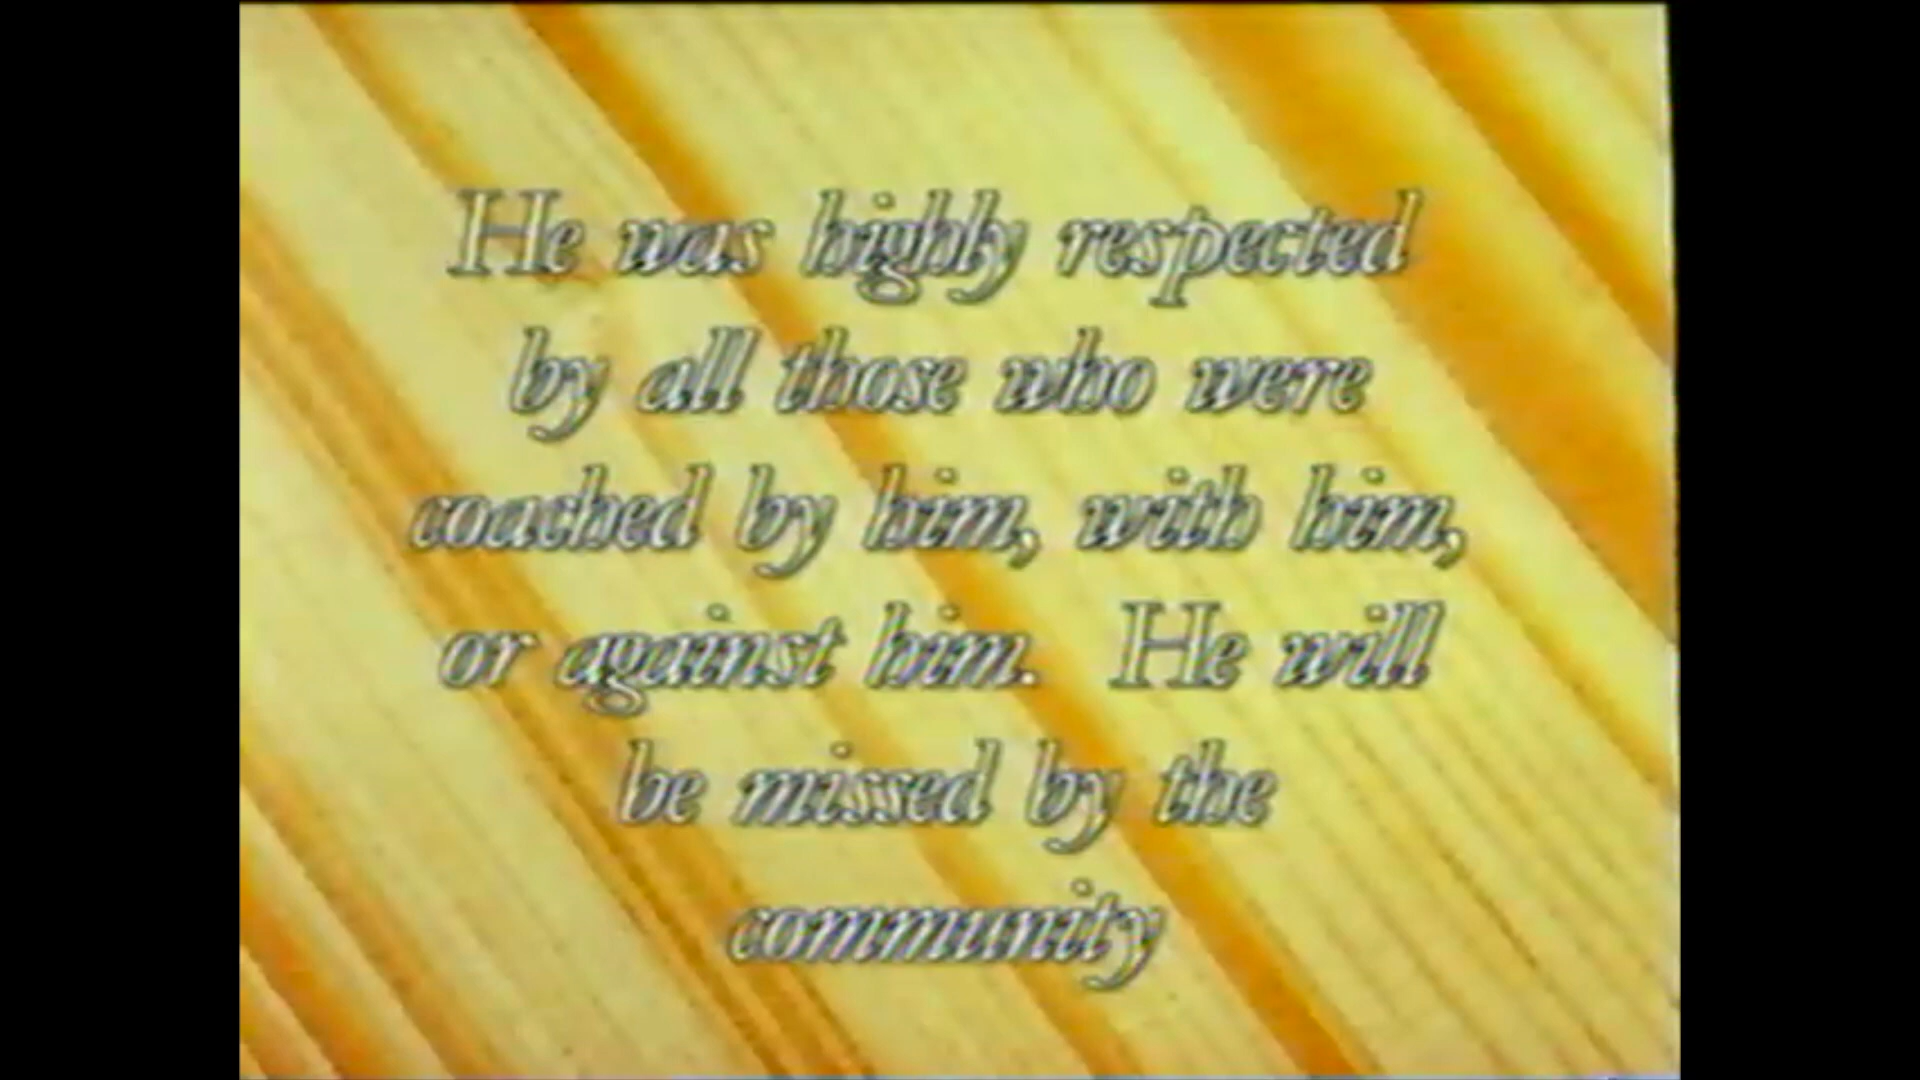 He was highly respected
by all those who were
coached by him, with him,
or against him. He will
be missed by the
community